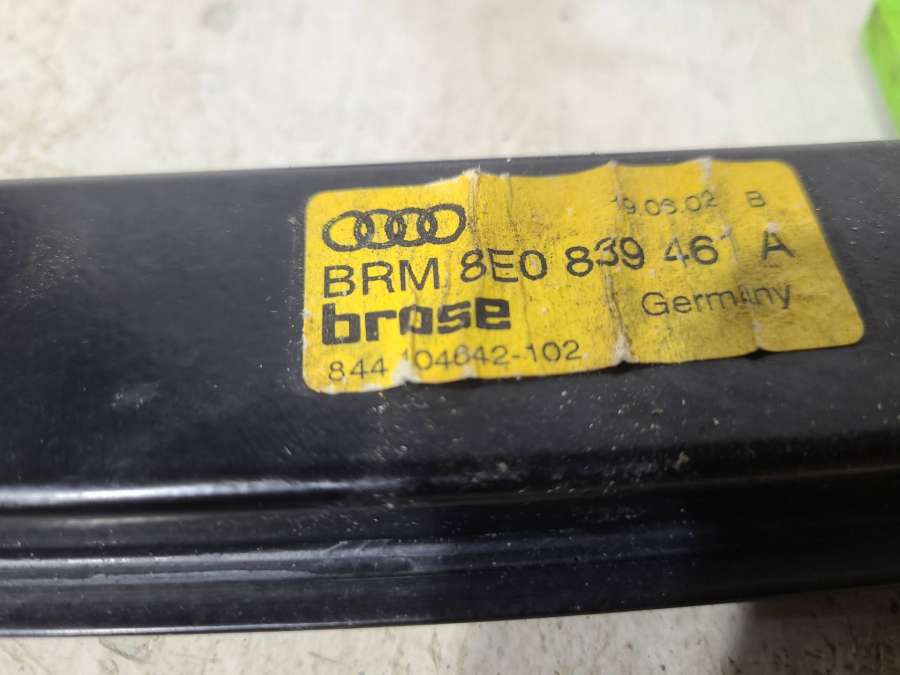 19.06.02 B
BRM 8E0 839 461 A
brose Germany
844 104642-102